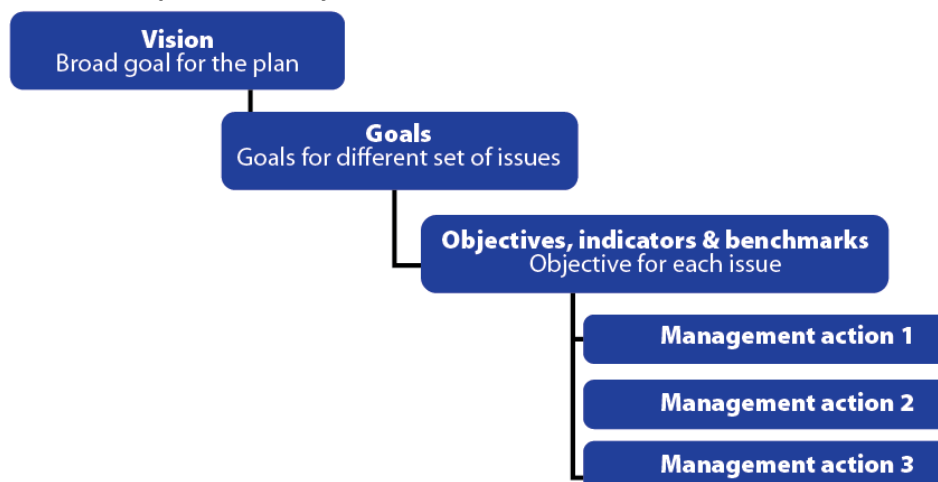 Vision
Broad goal for the plan
Goals
Goals for different set of issues
Objectives, indicators & benchmarks
Objective for each issue
Management action 1
Management action 2
Management action 3